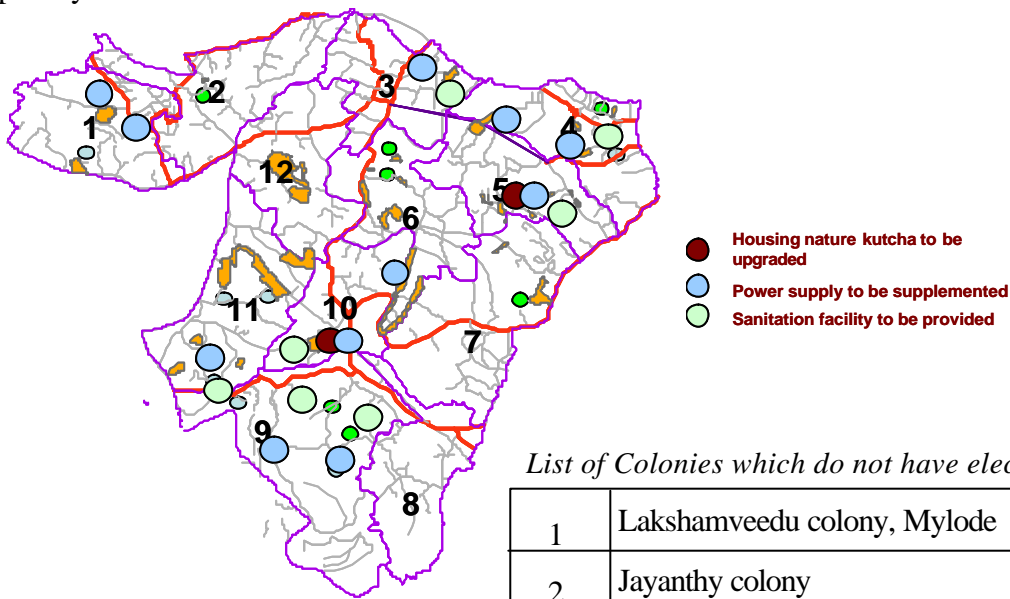 1
2
3
4
5
6
7
8
9
10
11
12
Housing nature kutcha to be
upgraded
Power supply to be supplemented
Sanitation facility to be provided
List of Colonies which do not have elec
1 Lakshamveedu colony, Mylode
2 Jayanthy colony